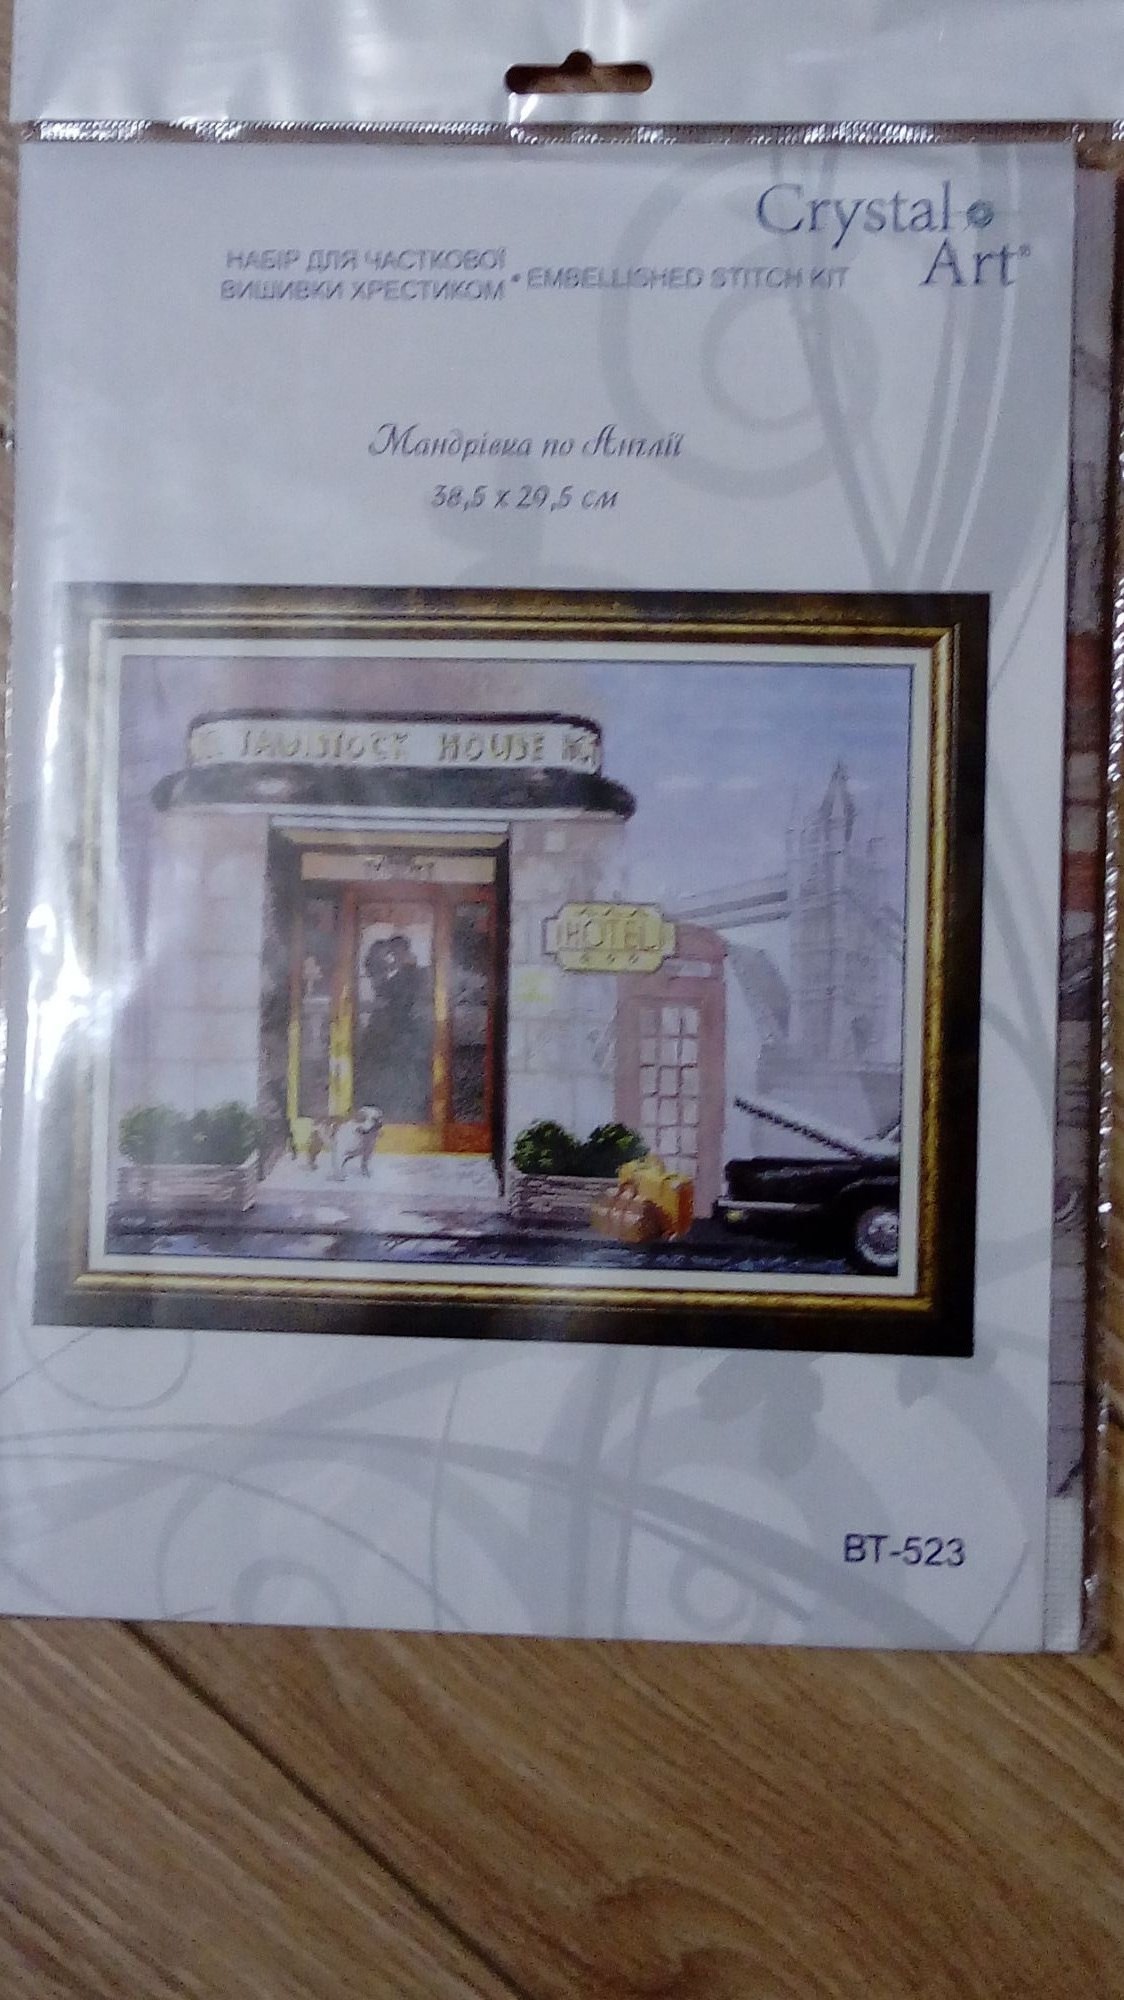 Crystal
Art®
НАБІР ДЛЯ ЧАСТКОВОЇ
ВИШИВКИ ХРЕСТИКОМ • EMBELLISHED STITCH KIT
Мандрівка по Англії
38,5 x 29,5 см
HOUSE
HOTEL
BT-523